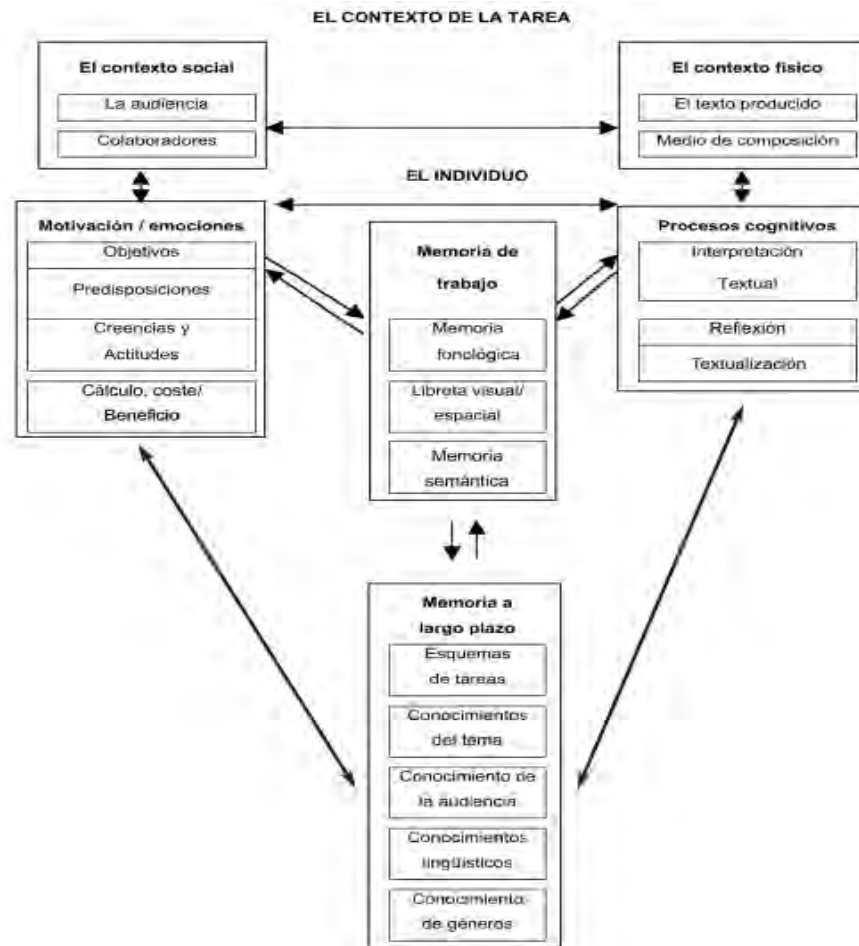 EL CONTEXTO DE LA TAREA
El contexto social
La audiencia
Colaboradores
El contexto físico
El texto producido
Medio de composición
EL INDIVIDUO
Motivación / emociones
Objetivos
Predisposiciones
Creencias y
Actitudes
Cálculo, coste/
Beneficio
Memoria de
trabajo
Memoria
fonológica
Libreta visual/
espacial
Memoria
semántica
Procesos cognitivos
Interpretación
Textual
Reflexión
Textualización
Memoria a
largo plazo
Esquemas
de tareas
Conocimientos
del tema
Conocimiento de
la audiencia
Conocimientos
lingüísticos
Conocimiento
de géneros